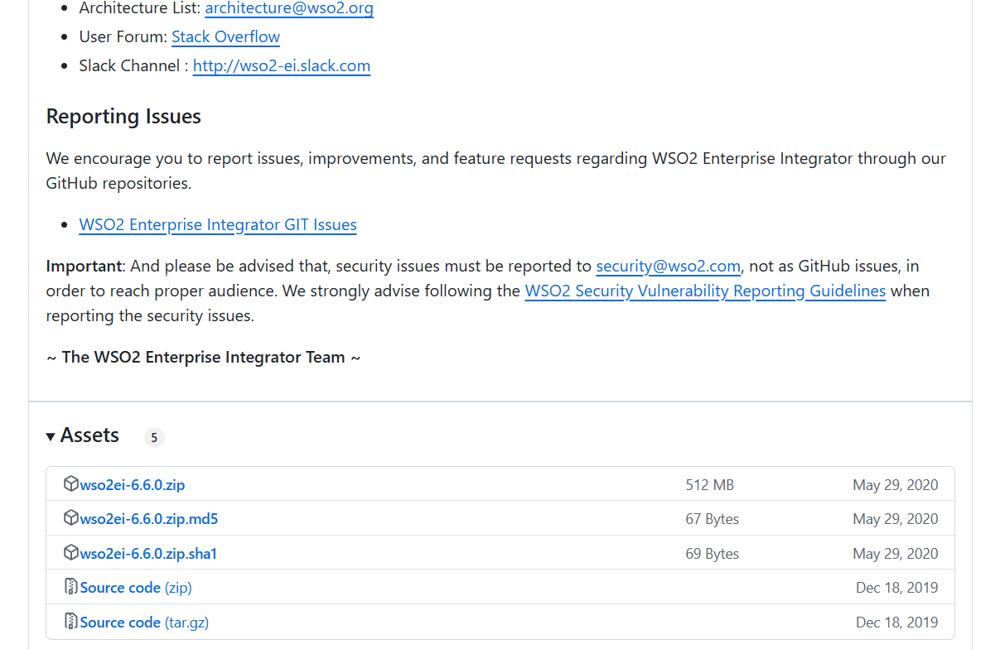 Architecture List: architecture@wso2.org
User Forum: Stack Overflow
Slack Channel : http://wso2-ei.slack.com
Reporting Issues
We encourage you to report issues, improvements, and feature requests regarding WSO2 Enterprise Integrator through our
GitHub repositories.
WSO2 Enterprise Integrator GIT Issues
Important: And please be advised that, security issues must be reported to security@wso2.com, not as GitHub issues, in
order to reach proper audience. We strongly advise following the WSO2 Security Vulnerability Reporting Guidelines when
reporting the security issues.
~ The WSO2 Enterprise Integrator Team ~
Assets 5
wso2ei-6.6.0.zip 512 MB May 29, 2020
wso2ei-6.6.0.zip.md5 67 Bytes May 29, 2020
wso2ei-6.6.0.zip.sha1 69 Bytes May 29, 2020
Source code (zip) Dec 18, 2019
Source code (tar.gz) Dec 18, 2019